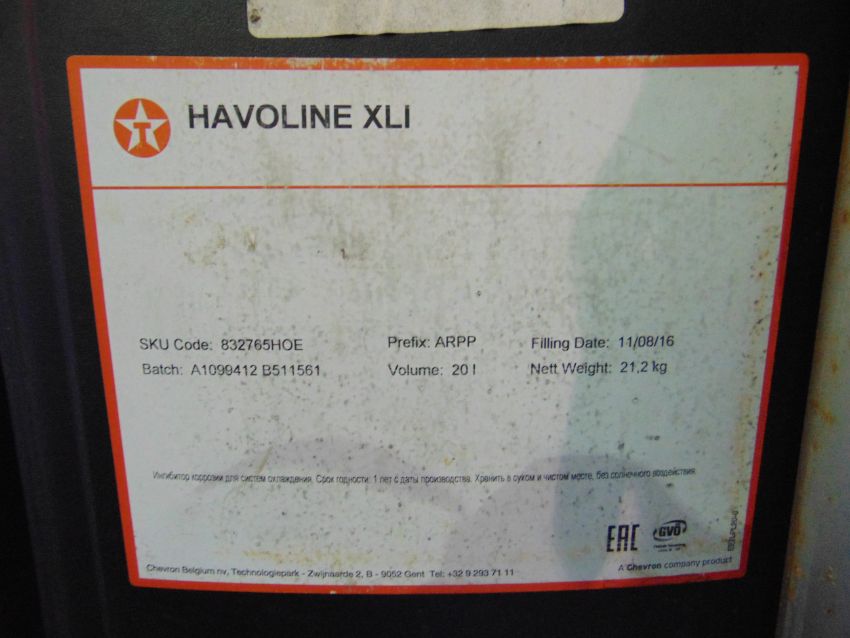 HAVOLINE XLI
SKU Code: 832765HOE Prefix: ARPP Filling Date: 11/08/16
Batch: A1099412 B511561 Volume: 20 l Nett Weight: 21,2 kg
Ингибитор коррозии для систем охлаждения. Срок годности: 1 лет с даты производства. Хранить в сухом и чистом месте, без солнечного воздействия.
EAC GVÖ
Chevron Belgium nv, Technologiepark - Zwijnaarde 2, B - 9052 Gent Tel: +32 9 293 71 11
A Chevron company product